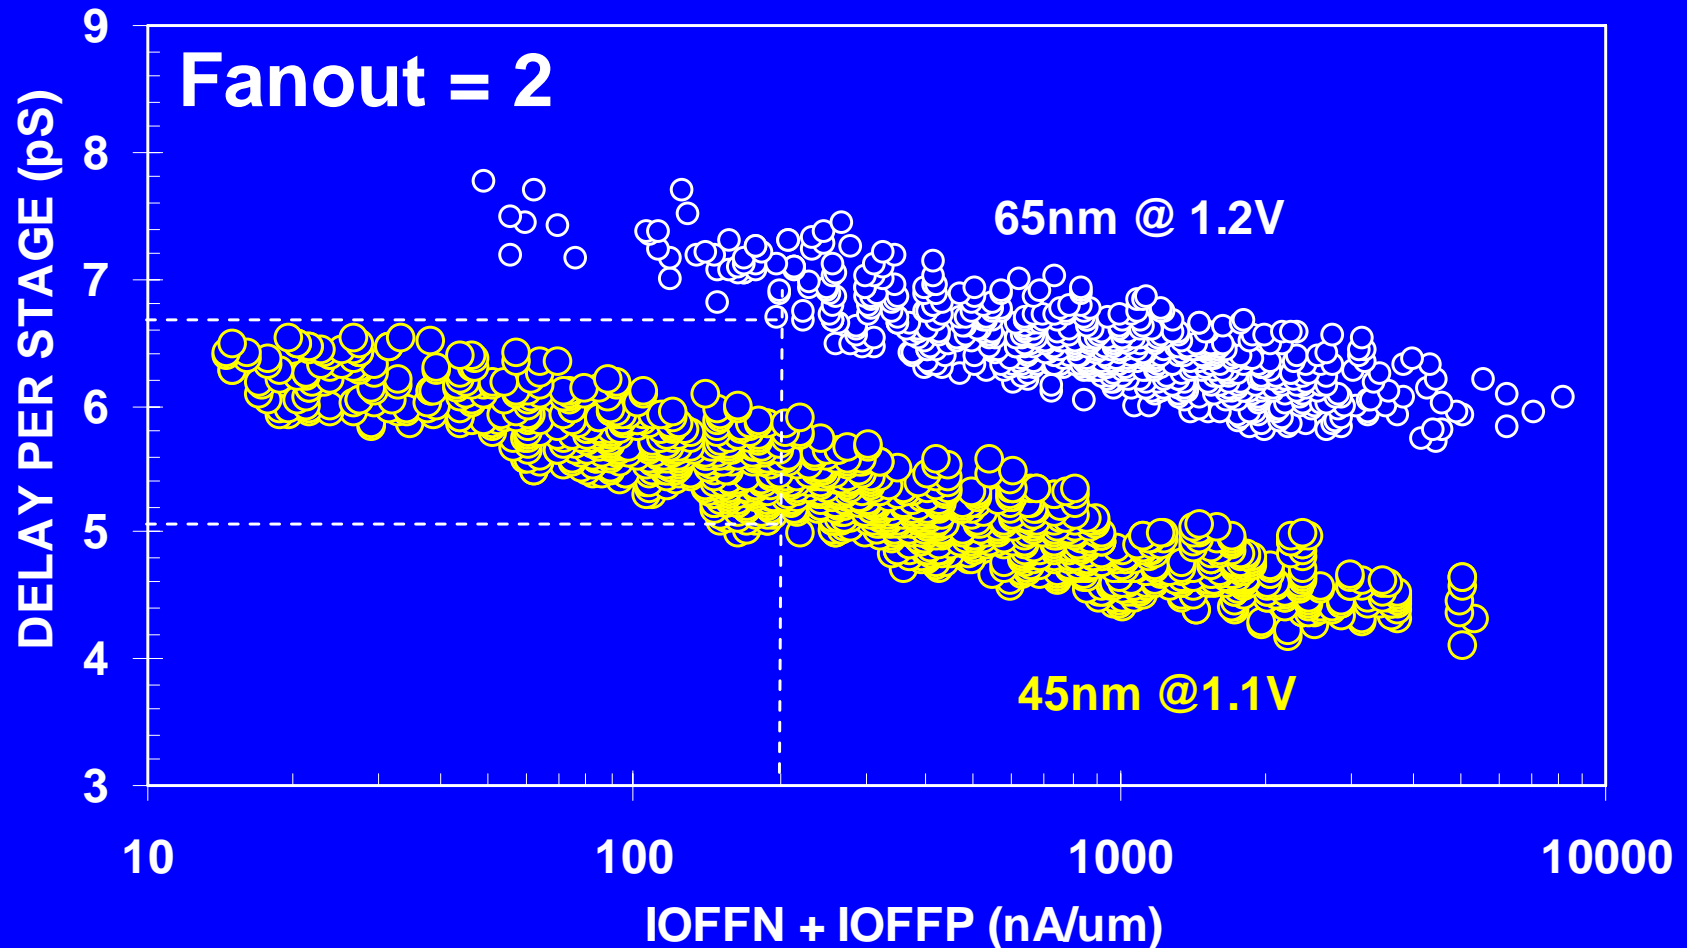 Fanout = 2
65nm @ 1.2V
45nm @1.1V
DELAY PER STAGE (pS)
9
8
7
6
5
4
3
10 100 1000 10000
IOFFN + IOFFP (nA/um)